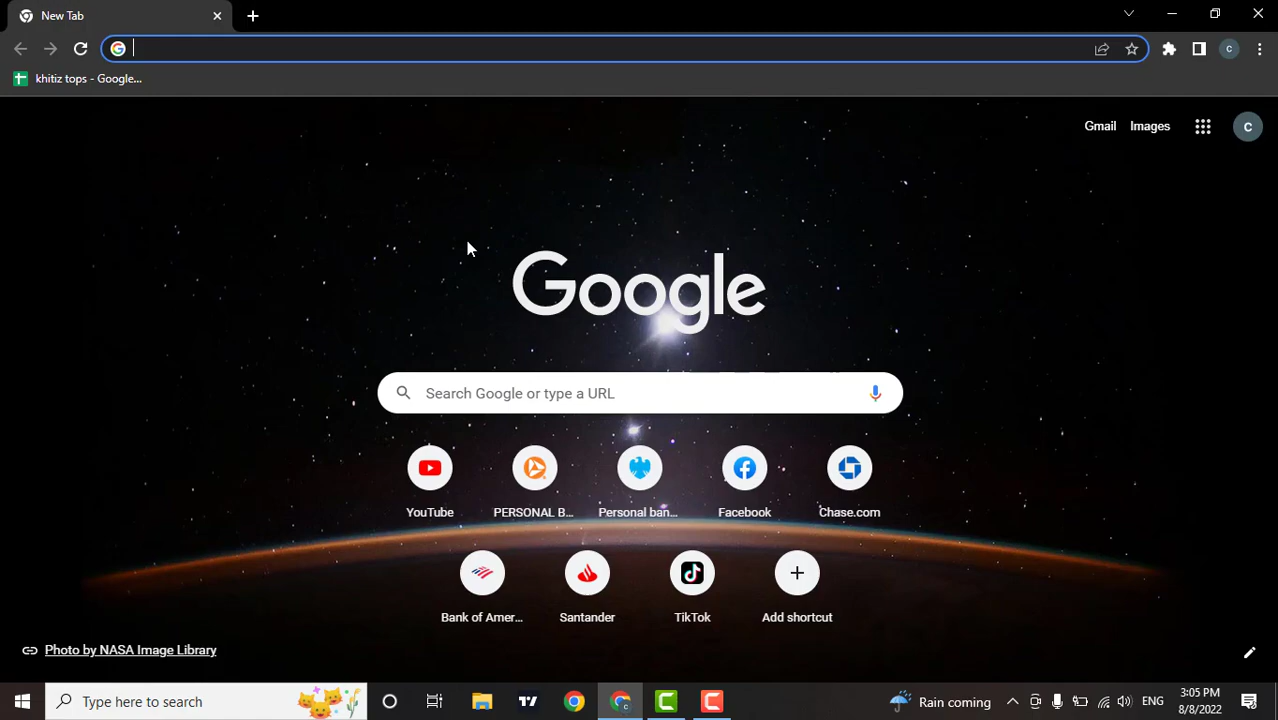 New Tab
khitiz tops - Google...
Gmail
Images
C
C
Google
Search Google or type a URL
YouTube
PERSONAL B...
Personal ban...
Facebook
Chase.com
Bank of Amer...
Santander
TikTok
Add shortcut
Photo by NASA Image Library
Type here to search
Rain coming
ENG
3:05 PM
8/8/2022